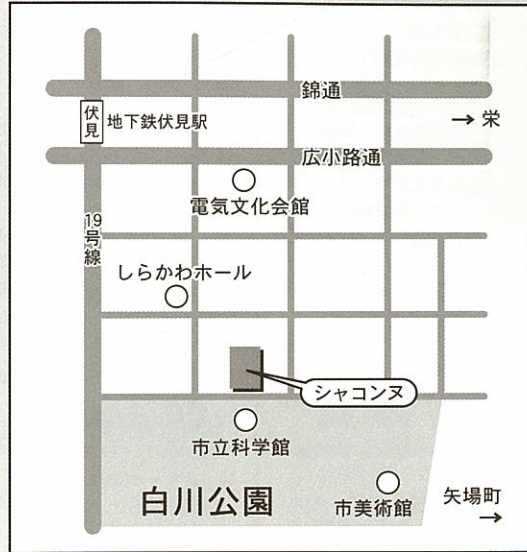 錦通
伏見
地下鉄伏見駅
→ 栄
広小路通
電気文化会館
19号線
しらかわホール
シャコンヌ
市立科学館
白川公園
市美術館
矢場町
→